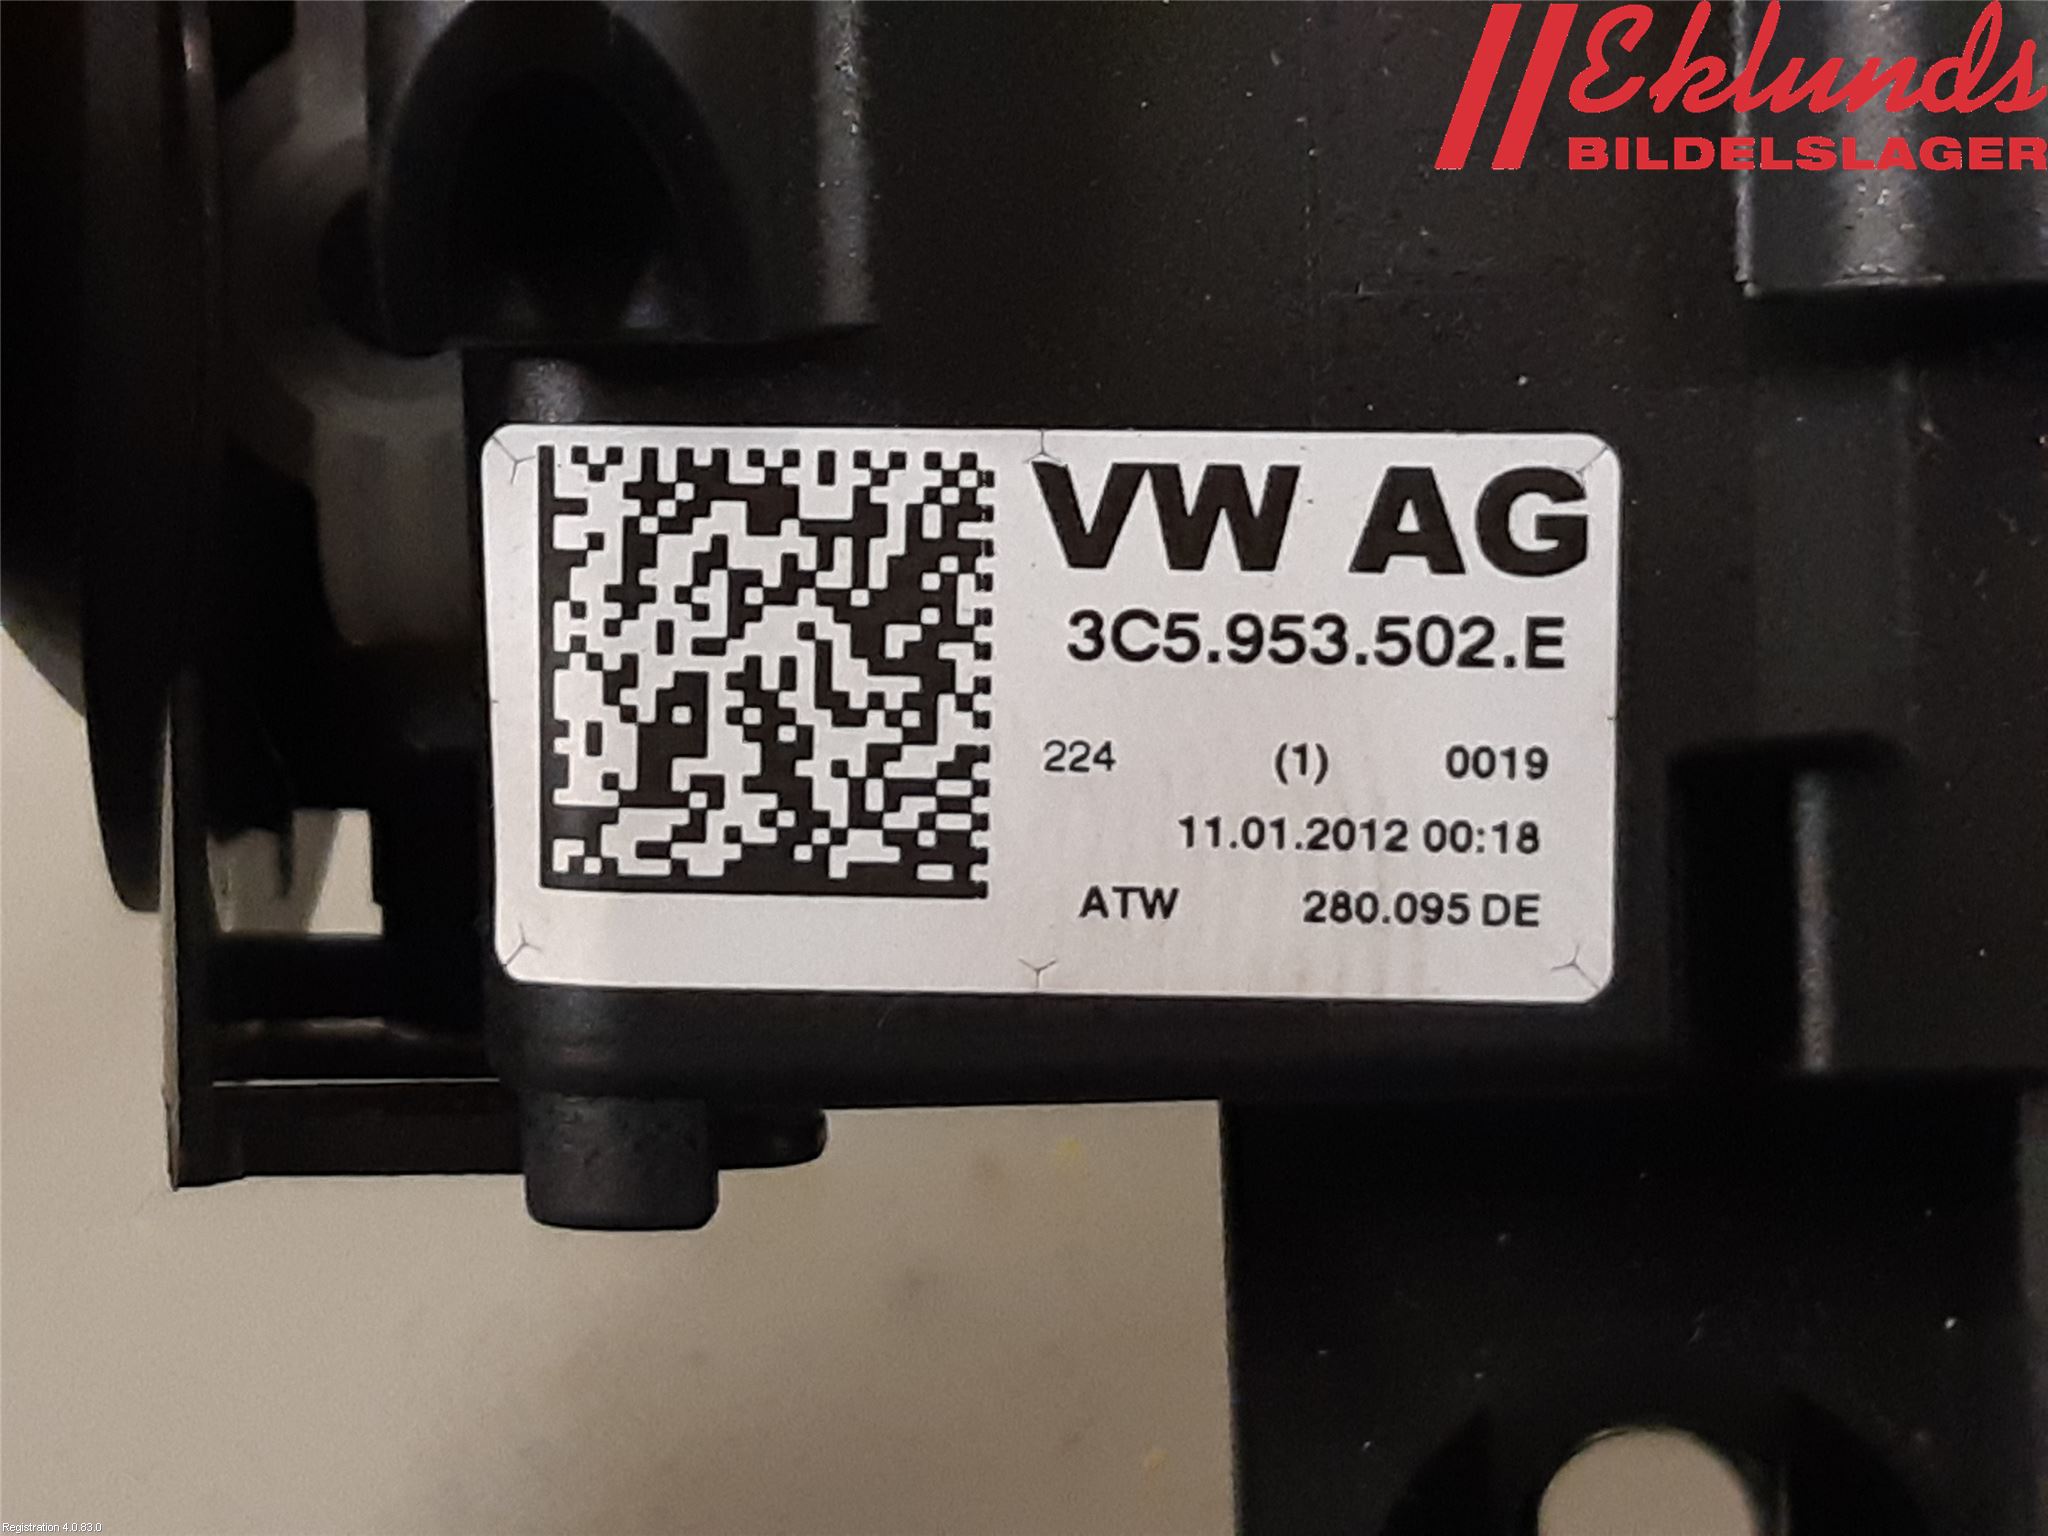 Eklunds
BILDELSLAGER
VW AG
3C5.953.502.E
224 (1) 0019
11.01.2012 00:18
ATW 280.095 DE
Registration 4.0.83.0